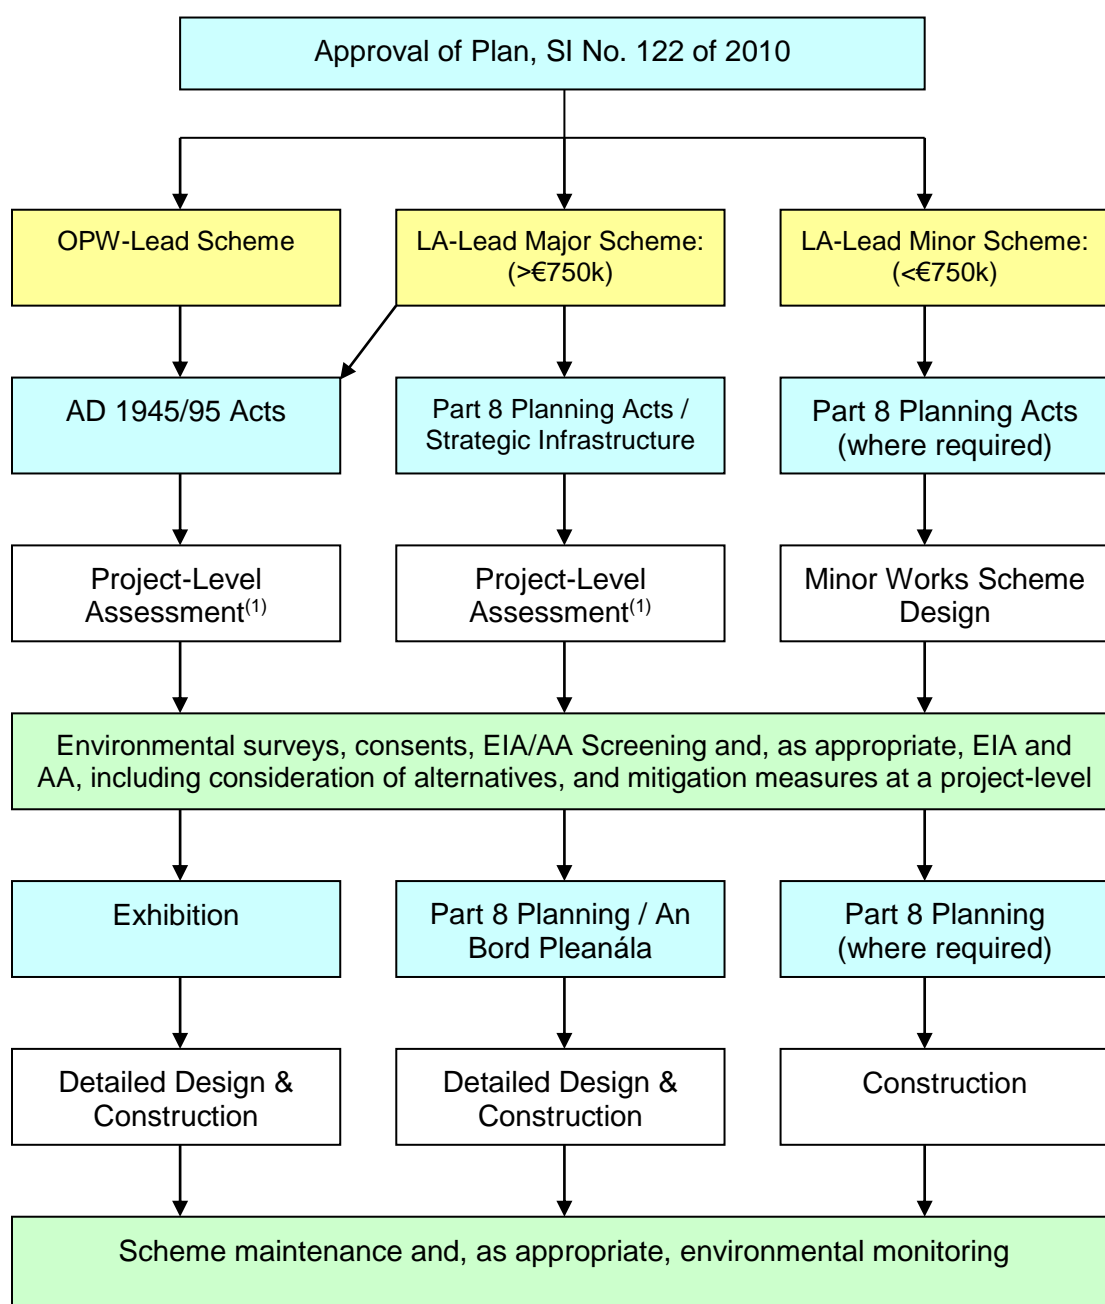 Approval of Plan, SI No. 122 of 2010
OPW-Lead Scheme
LA-Lead Major Scheme:
(>€750k)
LA-Lead Minor Scheme:
(<€750k)
AD 1945/95 Acts
Part 8 Planning Acts /
Strategic Infrastructure
Part 8 Planning Acts
(where required)
Project-Level
Assessment(1)
Project-Level
Assessment(1)
Minor Works Scheme
Design
Environmental surveys, consents, EIA/AA Screening and, as appropriate, EIA and
AA, including consideration of alternatives, and mitigation measures at a project-level
Exhibition
Part 8 Planning / An
Bord Pleanála
Part 8 Planning
(where required)
Detailed Design &
Construction
Detailed Design &
Construction
Construction
Scheme maintenance and, as appropriate, environmental monitoring